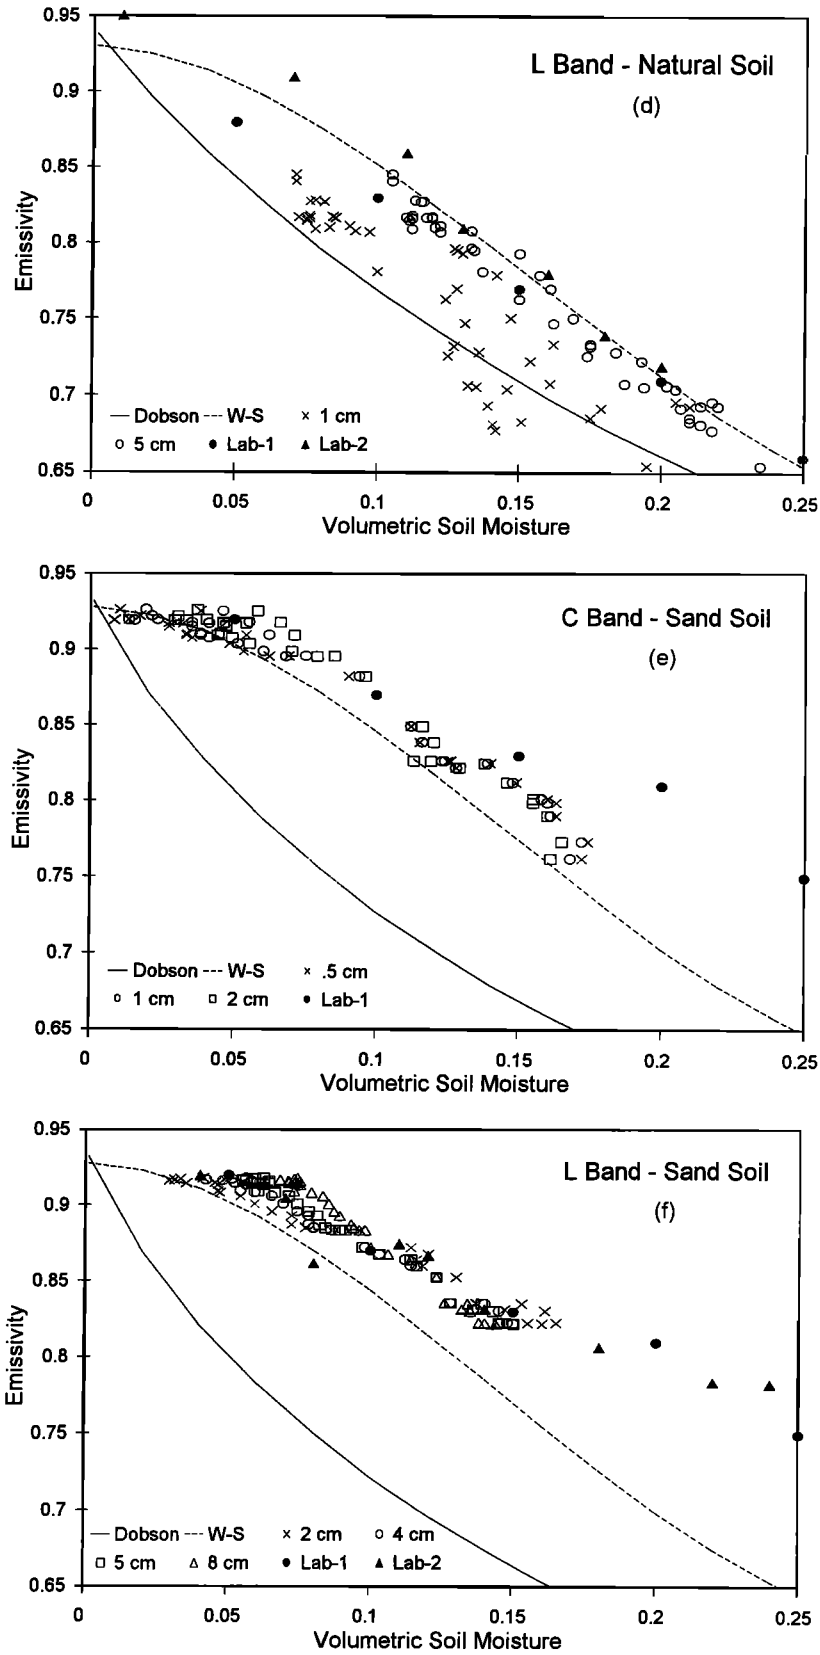 0.95
L Band - Natural Soil
(d)
0.9
0.85
0.8
0.75
0.7
0.65
Emissivity
Dobson W-S 1 cm
5 cm Lab-1 Lab-2
0 0.05 0.1 0.15 0.2 0.25
Volumetric Soil Moisture
0.95
C Band - Sand Soil
(e)
0.9
0.85
0.8
0.75
0.7
0.65
Emissivity
Dobson W-S .5 cm
1 cm 2 cm Lab-1
0 0.05 0.1 0.15 0.2 0.25
Volumetric Soil Moisture
0.95
L Band - Sand Soil
(f)
0.9
0.85
0.8
0.75
0.7
0.65
Emissivity
Dobson W-S 2 cm 4 cm
5 cm 8 cm Lab-1 Lab-2
0 0.05 0.1 0.15 0.2 0.25
Volumetric Soil Moisture